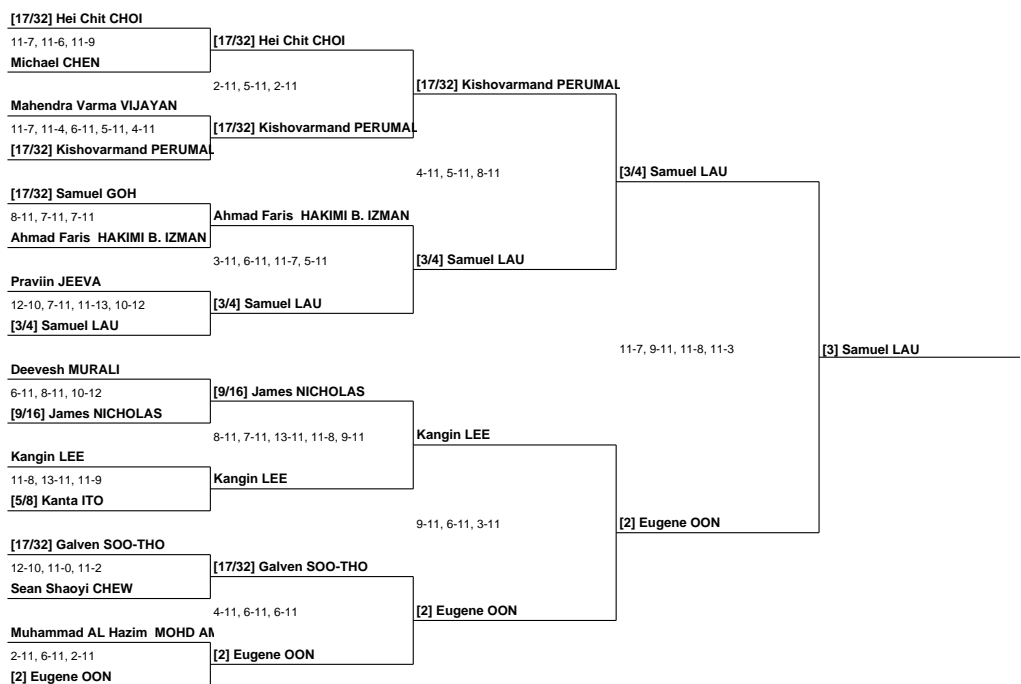 [17/32] Hei Chit CHOI
11-7, 11-6, 11-9
Michael CHEN
Mahendra Varma VIJAYAN
11-7, 11-4, 6-11, 5-11, 4-11
[17/32] Kishovarmand PERUMAL
[17/32] Samuel GOH
8-11, 7-11, 7-11
Ahmad Faris HAKIMI B. IZMAN
Praviin JEEVA
12-10, 7-11, 11-13, 10-12
[3/4] Samuel LAU
Deevesh MURALI
6-11, 8-11, 10-12
[9/16] James NICHOLAS
Kangin LEE
11-8, 13-11, 11-9
[5/8] Kanta ITO
[17/32] Galven SOO-THO
12-10, 11-0, 11-2
Sean Shaoyi CHEW
Muhammad AL Hazim MOHD
2-11, 6-11, 2-11
[2] Eugene OON
[17/32] Hei Chit CHOI
2-11, 5-11, 2-11
[17/32] Kishovarmand PERUMAL
Ahmad Faris HAKIMI B. IZMAN
3-11, 6-11, 11-7, 5-11
[3/4] Samuel LAU
[9/16] James NICHOLAS
8-11, 7-11, 13-11, 11-8, 9-11
Kangin LEE
[17/32] Galven SOO-THO
4-11, 6-11, 6-11
[2] Eugene OON
[17/32] Kishovarmand PERUMAL
4-11, 5-11, 8-11
[3/4] Samuel LAU
Kangin LEE
9-11, 6-11, 3-11
[2] Eugene OON
[3/4] Samuel LAU
11-7, 9-11, 11-8, 11-3
[2] Eugene OON
[3] Samuel LAU